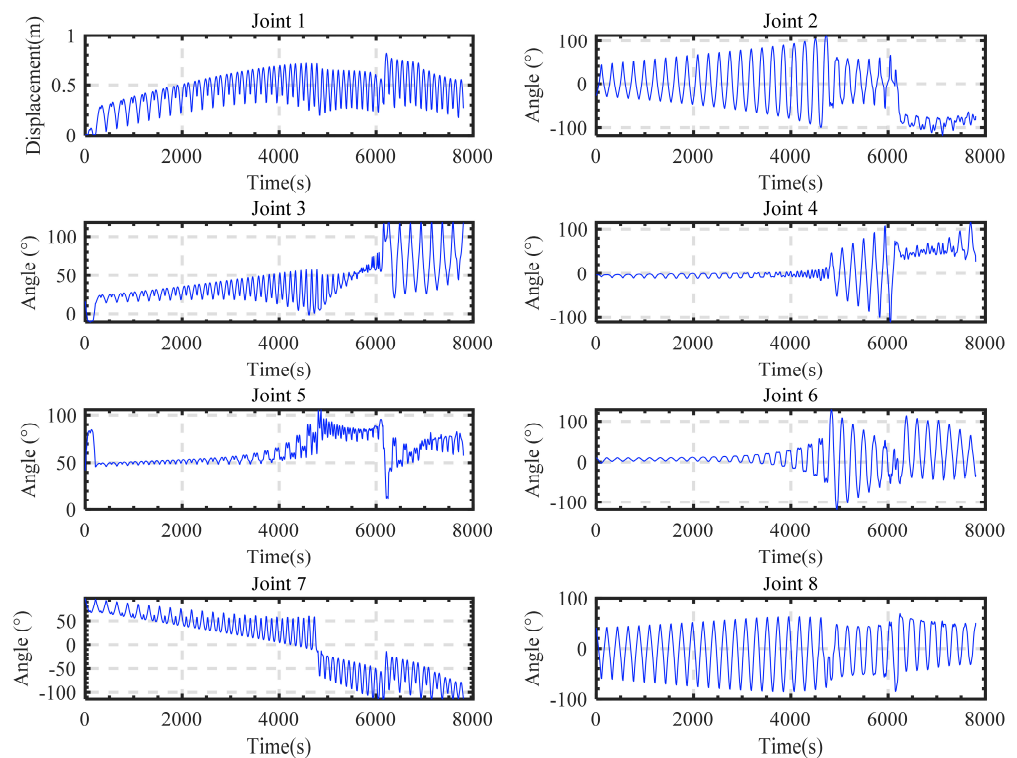 Joint 1
Displacement(m)
1
0.5
0
0 2000 4000 6000 8000
Time(s)
Joint 2
Angle (°)
100
0
-100
0 2000 4000 6000 8000
Time(s)
Joint 3
Angle (°)
100
50
0
0 2000 4000 6000 8000
Time(s)
Joint 4
Angle (°)
100
0
-100
0 2000 4000 6000 8000
Time(s)
Joint 5
Angle (°)
100
50
0
0 2000 4000 6000 8000
Time(s)
Joint 6
Angle (°)
100
0
-100
0 2000 4000 6000 8000
Time(s)
Joint 7
Angle (°)
50
0
-50
-100
0 2000 4000 6000 8000
Time(s)
Joint 8
Angle (°)
100
0
-100
0 2000 4000 6000 8000
Time(s)